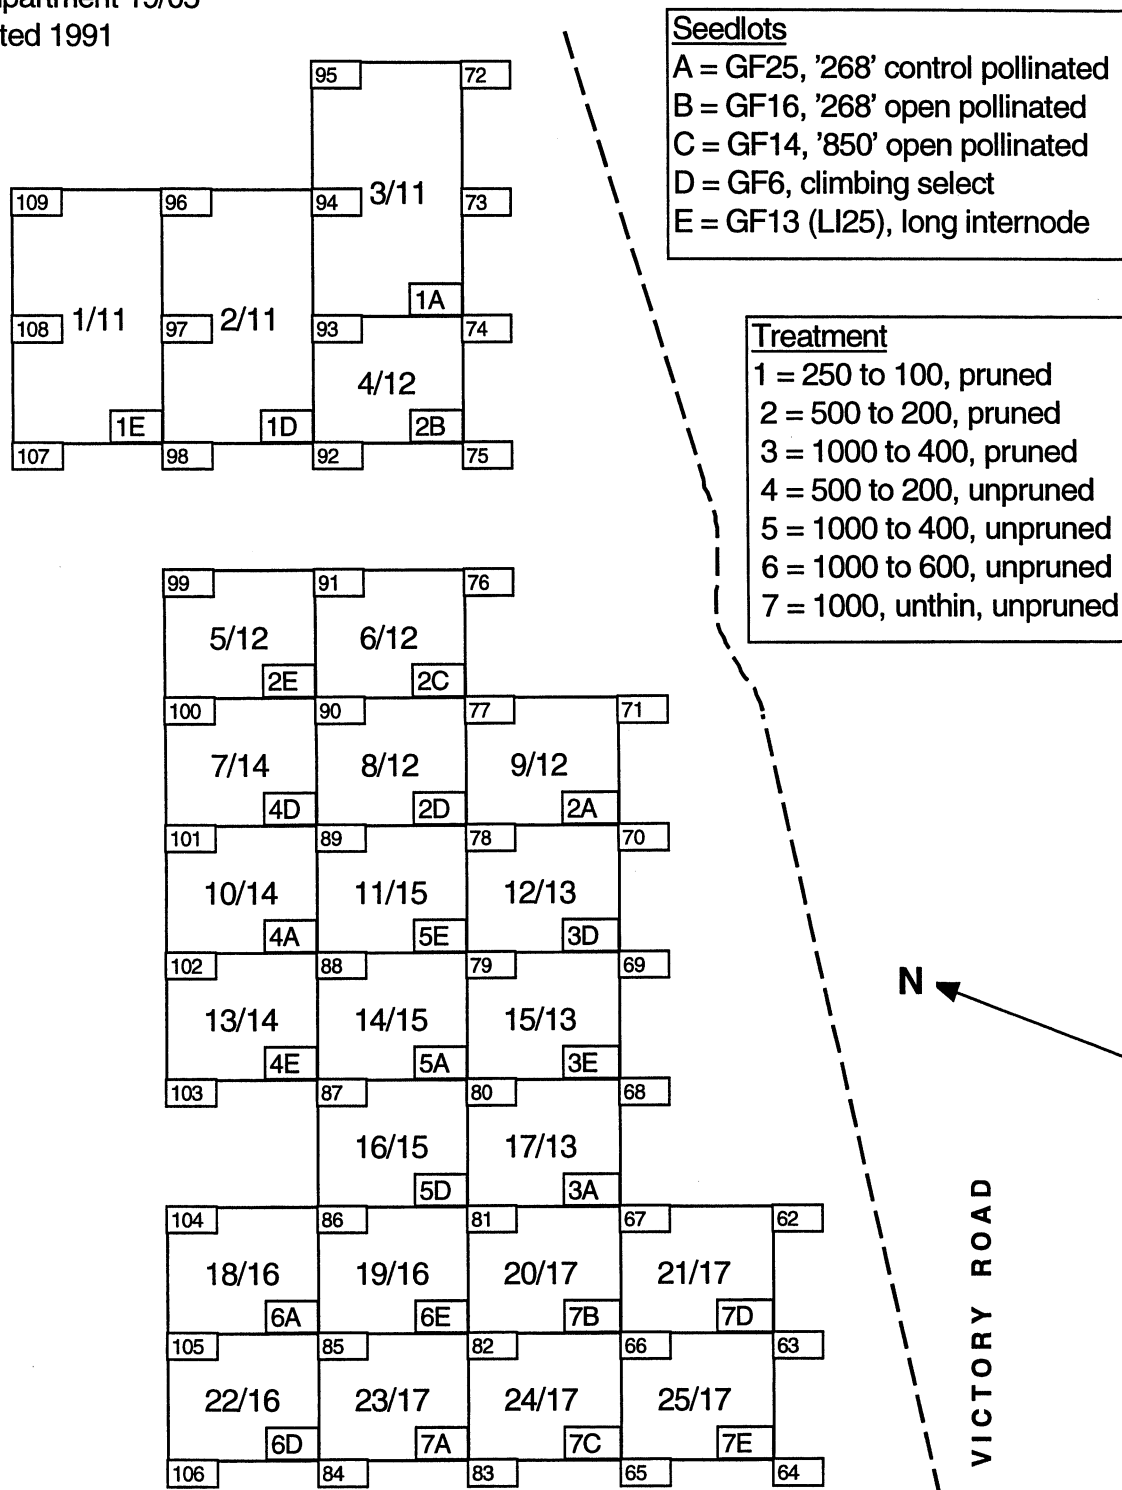 ted 1991
Seedlots
A = GF25, '268' control pollinated
B = GF16, '268' open pollinated
C = GF14, '850' open pollinated
D = GF6, climbing select
E = GF13 (LI25), long internode
Treatment
1 = 250 to 100, pruned
2 = 500 to 200, pruned
3 = 1000 to 400, pruned
4 = 500 to 200, unpruned
5 = 1000 to 400, unpruned
6 = 1000 to 600, unpruned
7 = 1000, unthin, unpruned
95 72
109 96 94 3/11 73
1A
108 1/11 97 2/11 93 74
4/12
1E 1D 2B
107 98 92 75
99 91 76
5/12 6/12
2E 2C
100 90 77 71
7/14 8/12 9/12
4D 2D 2A
101 89 78 70
10/14 11/15 12/13
4A 5E 3D
102 88 79 69
13/14 14/15 15/13
4E 5A 3E
103 87 80 68
16/15 17/13
5D 3A
104 86 81 67 62
18/16 19/16 20/17 21/17
6A 6E 7B 7D
105 85 82 66 63
22/16 23/17 24/17 25/17
6D 7A 7C 7E
106 84 83 65 64
N
VICTORY ROAD